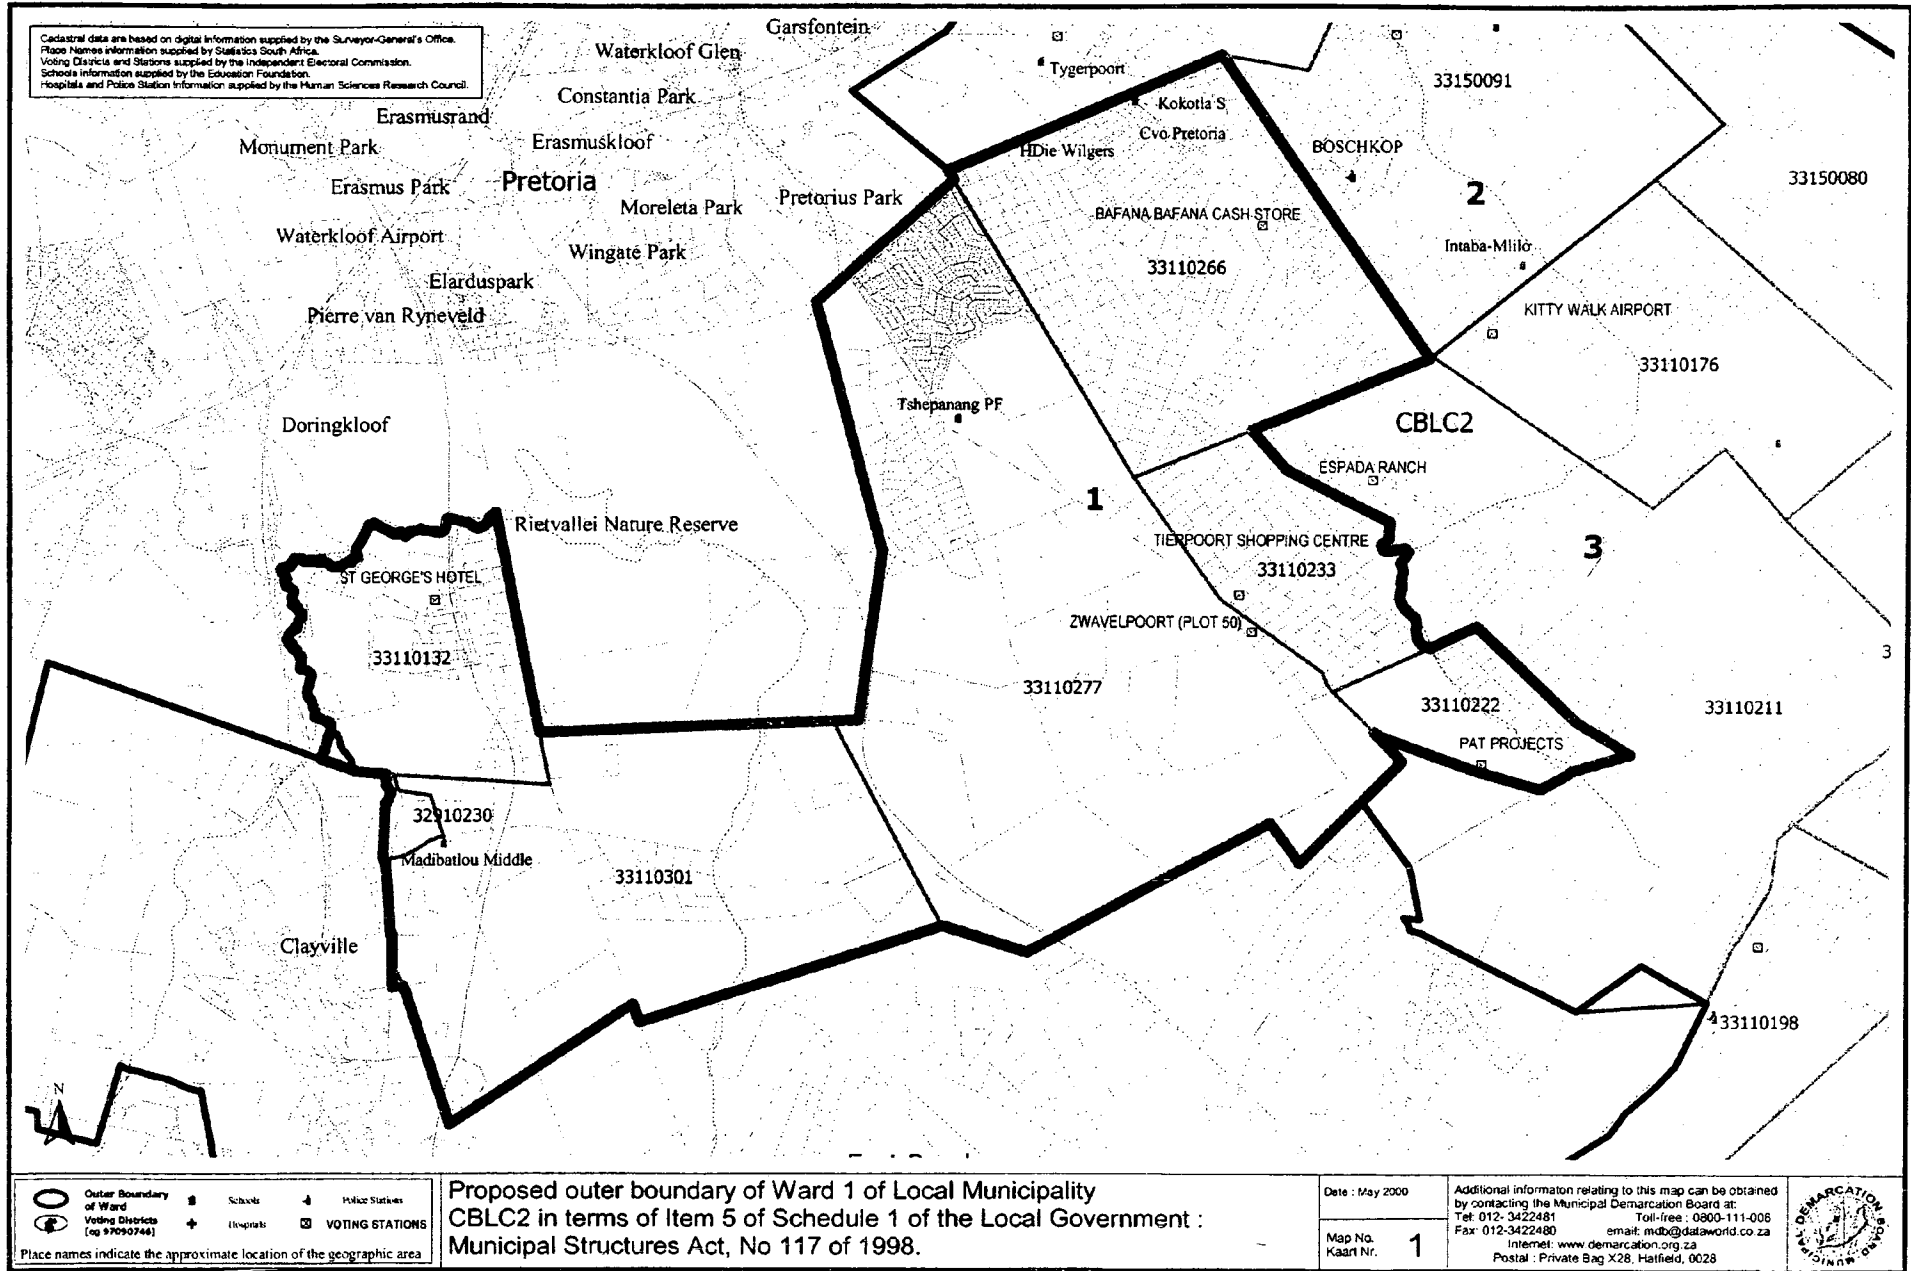 Cadastral data are based on digital information supplied by the Surveyor-General's Office.
Place Names information supplied by Statistics South Africa.
Voting Districts and Stations supplied by the Independent Electoral Commission.
Schools information supplied by the Education Foundation.
Hospitals and Police Station information supplied by the Human Sciences Research Council.
Garsfontein
Waterkloof Glen
Tygerpoort
33150091
Constantia Park
Kokotla S
Erasmusrand
Cvo Pretoria
Monument Park
Erasmuskloof
HDie Wilgers
BOSCHKOP
Erasmus Park
Pretoria
33150080
Moreleta Park
Pretorius Park
2
BAFANA BAFANA CASH STORE
Waterkloof Airport
Wingate Park
Intaba-Mlilo
33110266
Elarduspark
Pierre van Ryneveld
KITTY WALK AIRPORT
33110176
Tshepanang PF
Doringkloof
CBLC2
ESPADA RANCH
1
Rietvallei Nature Reserve
TIERPOORT SHOPPING CENTRE
3
33110233
ST GEORGE'S HOTEL
ZWAVELPOORT (PLOT 50)
33110132
3
33110277
33110222
33110211
PAT PROJECTS
32910230
Madibatlou Middle
33110301
Clayville
33110198
N
Outer Boundary
of Ward
Schools
Police Stations
Voting Districts
[eg 97090746]
Hospitals
VOTING STATIONS
Place names indicate the approximate location of the geographic area
Proposed outer boundary of Ward 1 of Local Municipality
CBLC2 in terms of Item 5 of Schedule 1 of the Local Government :
Municipal Structures Act, No 117 of 1998.
Date : May 2000
Map No.
Kaart Nr.
1
Additional informaton relating to this map can be obtained
by contacting the Municipal Demarcation Board at:
Tel: 012- 3422481 Toll-free : 0800-111-006
Fax: 012-3422480 email: mdb@dataworld.co.za
Internet: www.demarcation.org.za
Postal : Private Bag X28, Hatfield, 0028
MUNICIPAL DEMARCATION BOARD